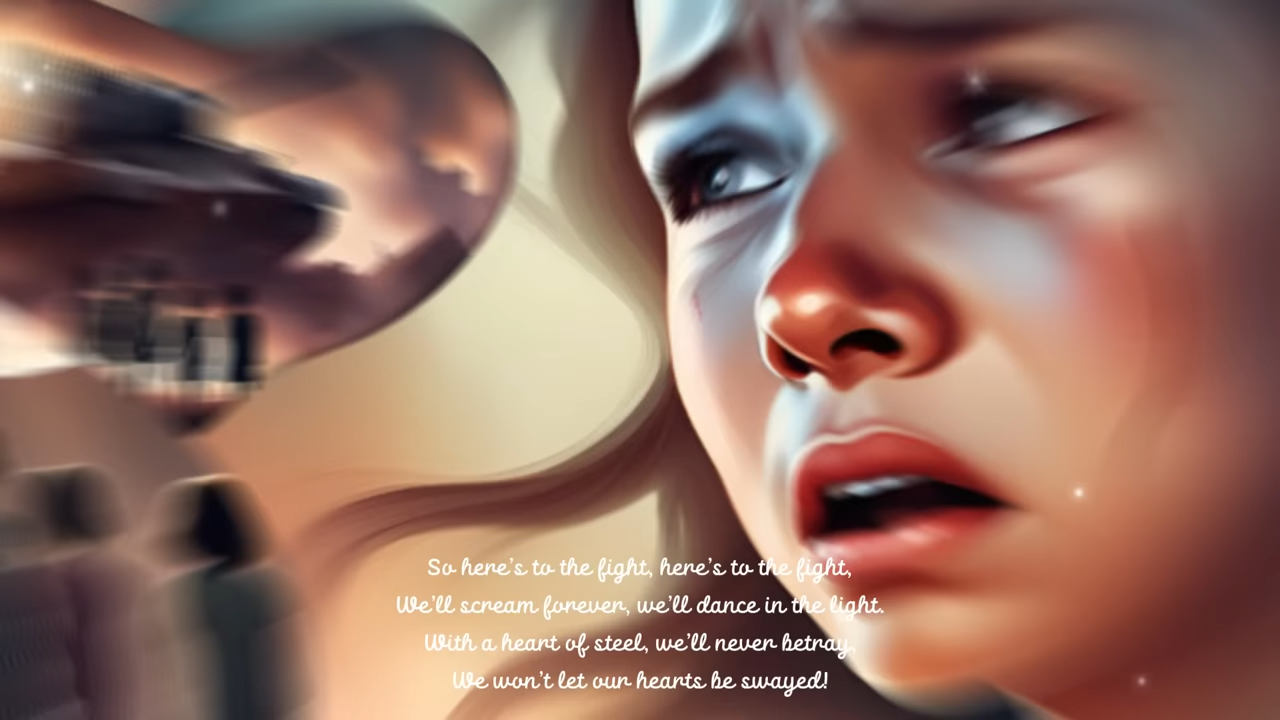 So here's to the fight, here's to the fight,
We'll scream forever, we'll dance in the light.
With a heart of steel, we'll never betray,
We won't let our hearts be swayed!